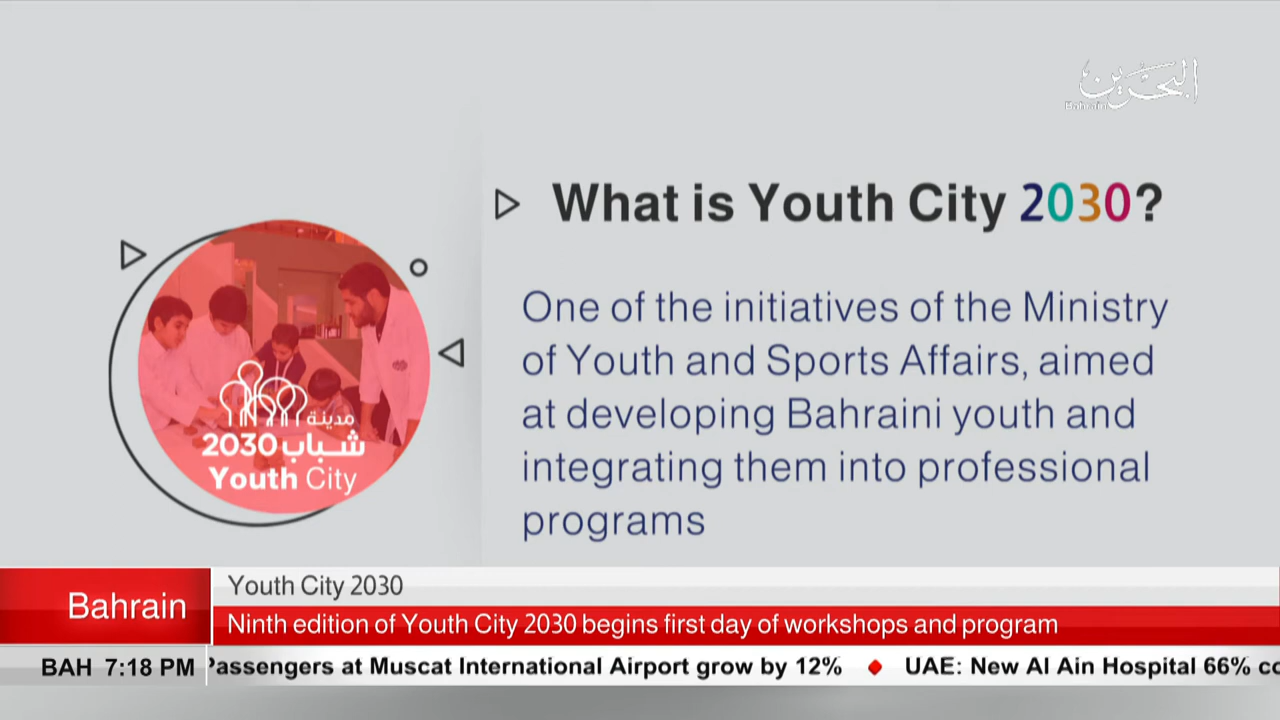 البحرين
Bahrain
What is Youth City 2030?
One of the initiatives of the Ministry
of Youth and Sports Affairs, aimed
at developing Bahraini youth and
integrating them into professional
programs
مدينة
شباب 2030
Youth City
Youth City 2030
Bahrain
Ninth edition of Youth City 2030 begins first day of workshops and program
BAH 7:18 PM
Passengers at Muscat International Airport grow by 12% ◆ UAE: New Al Ain Hospital 66% co